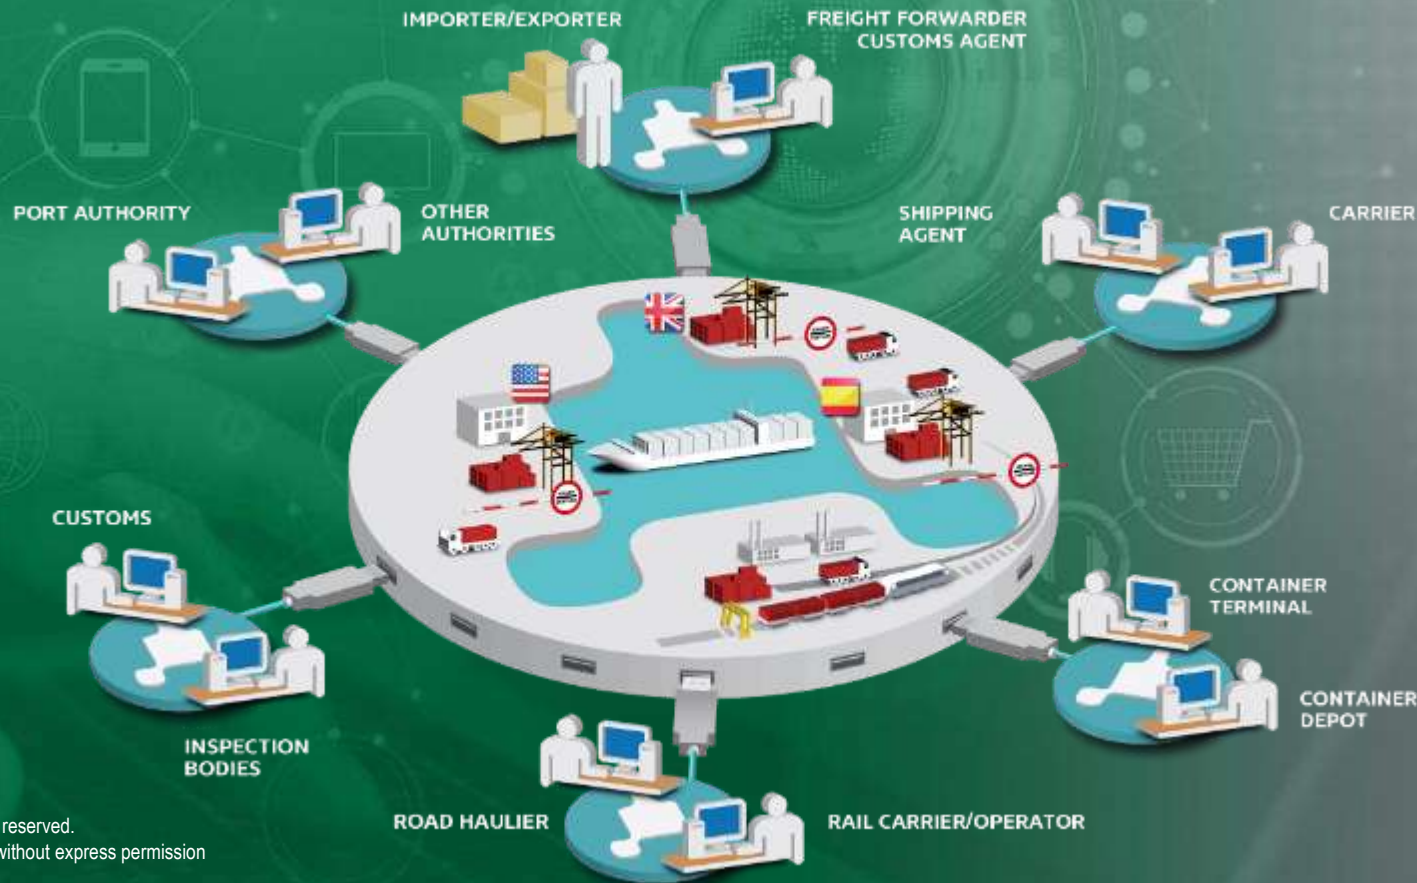 IMPORTER/EXPORTER
FREIGHT FORWARDER
CUSTOMS AGENT
PORT AUTHORITY
OTHER
AUTHORITIES
SHIPPING
AGENT
CARRIER
CUSTOMS
INSPECTION
BODIES
CONTAINER
TERMINAL
CONTAINER
DEPOT
ROAD HAULIER
RAIL CARRIER/OPERATOR
reserved.
without express permission